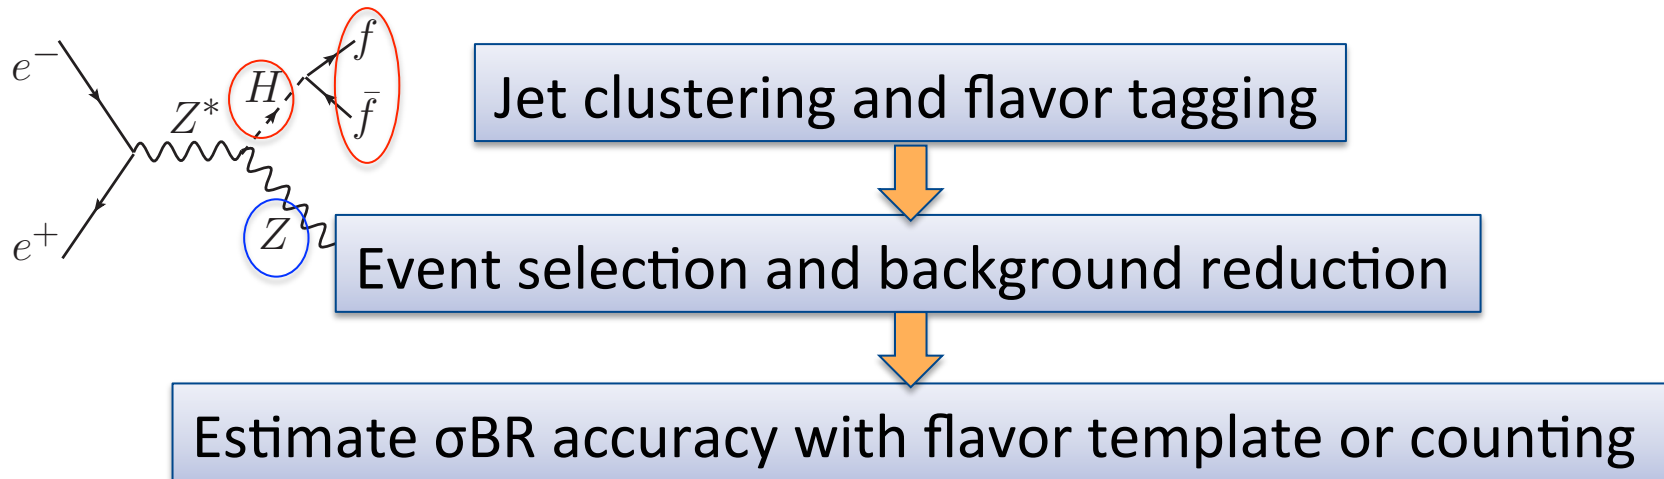 e⁻
Z*
H
f
f̄
e⁺
Z
Jet clustering and flavor tagging
Event selection and background reduction
Estimate σBR accuracy with flavor template or counting